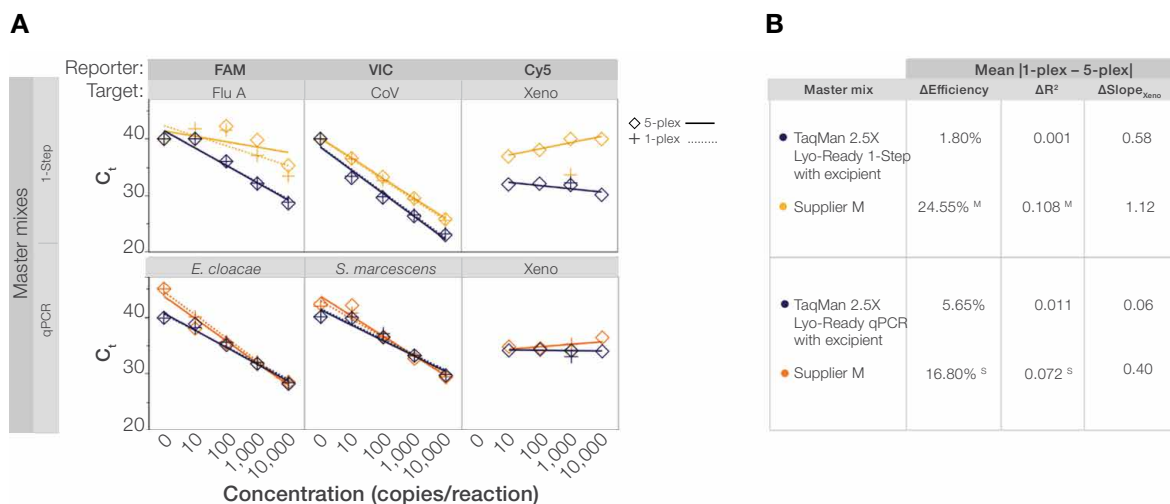 A
Reporter: FAM VIC Cy5
Target: Flu A CoV Xeno
5-plex
1-plex
Master mixes
1-Step
Ct
40
30
20
E. cloacae S. marcescens Xeno
qPCR
Ct
40
30
20
0 10 100 1,000 10,000 0 10 100 1,000 10,000 0 10 100 1,000 10,000
Concentration (copies/reaction)
B
Mean |1-plex – 5-plex|
Master mix ΔEfficiency ΔR² ΔSlopeXeno
TaqMan 2.5X 1.80% 0.001 0.58
Lyo-Ready 1-Step
with excipient
Supplier M 24.55% M 0.108 M 1.12
TaqMan 2.5X 5.65% 0.011 0.06
Lyo-Ready qPCR
with excipient
Supplier M 16.80% S 0.072 S 0.40